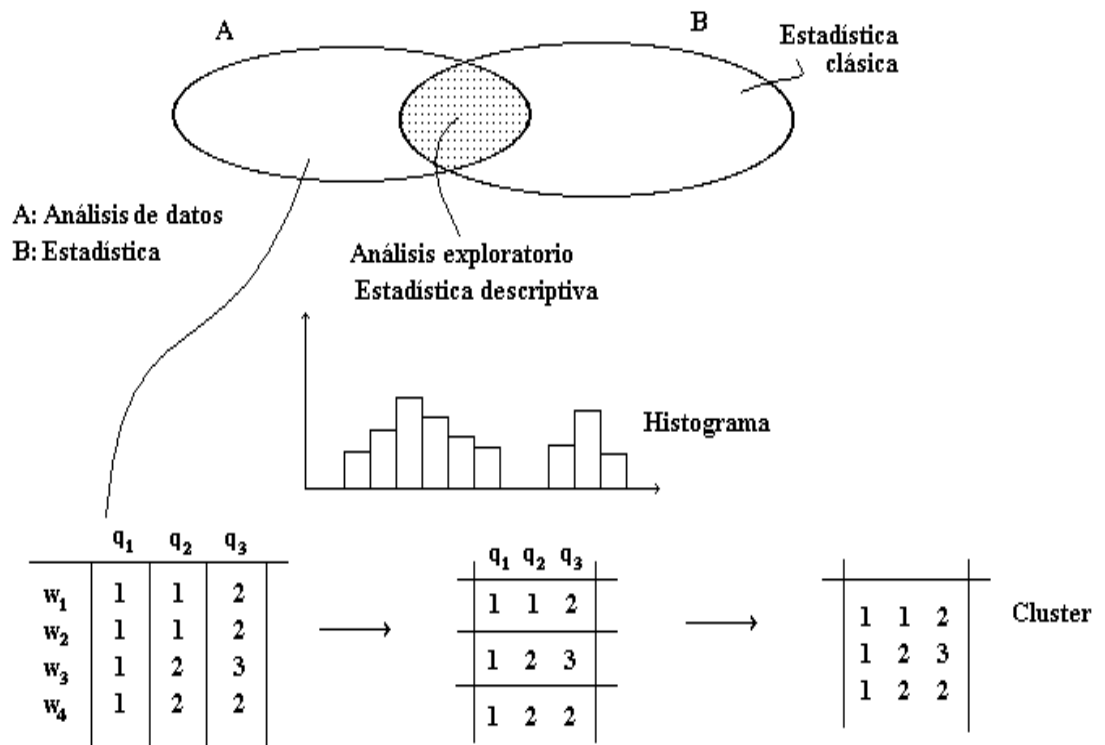 A
B
Estadística
clásica
A: Análisis de datos
B: Estadística
Análisis exploratorio
Estadística descriptiva
Histograma
q₁ q₂ q₃
w₁ 1 1 2
w₂ 1 1 2
w₃ 1 2 3
w₄ 1 2 2
q₁ q₂ q₃
1 1 2
1 2 3
1 2 2
1 1 2
1 2 3
1 2 2
Cluster